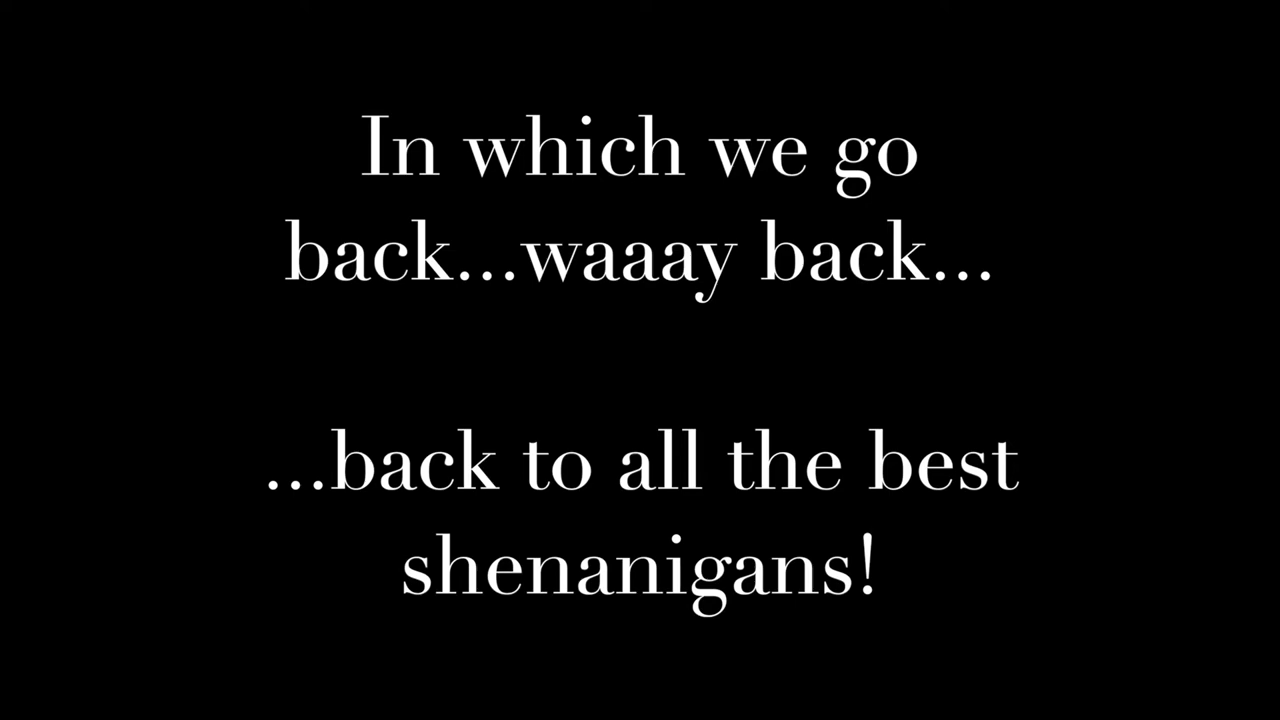 In which we go
back...waaay back...
...back to all the best
shenanigans!